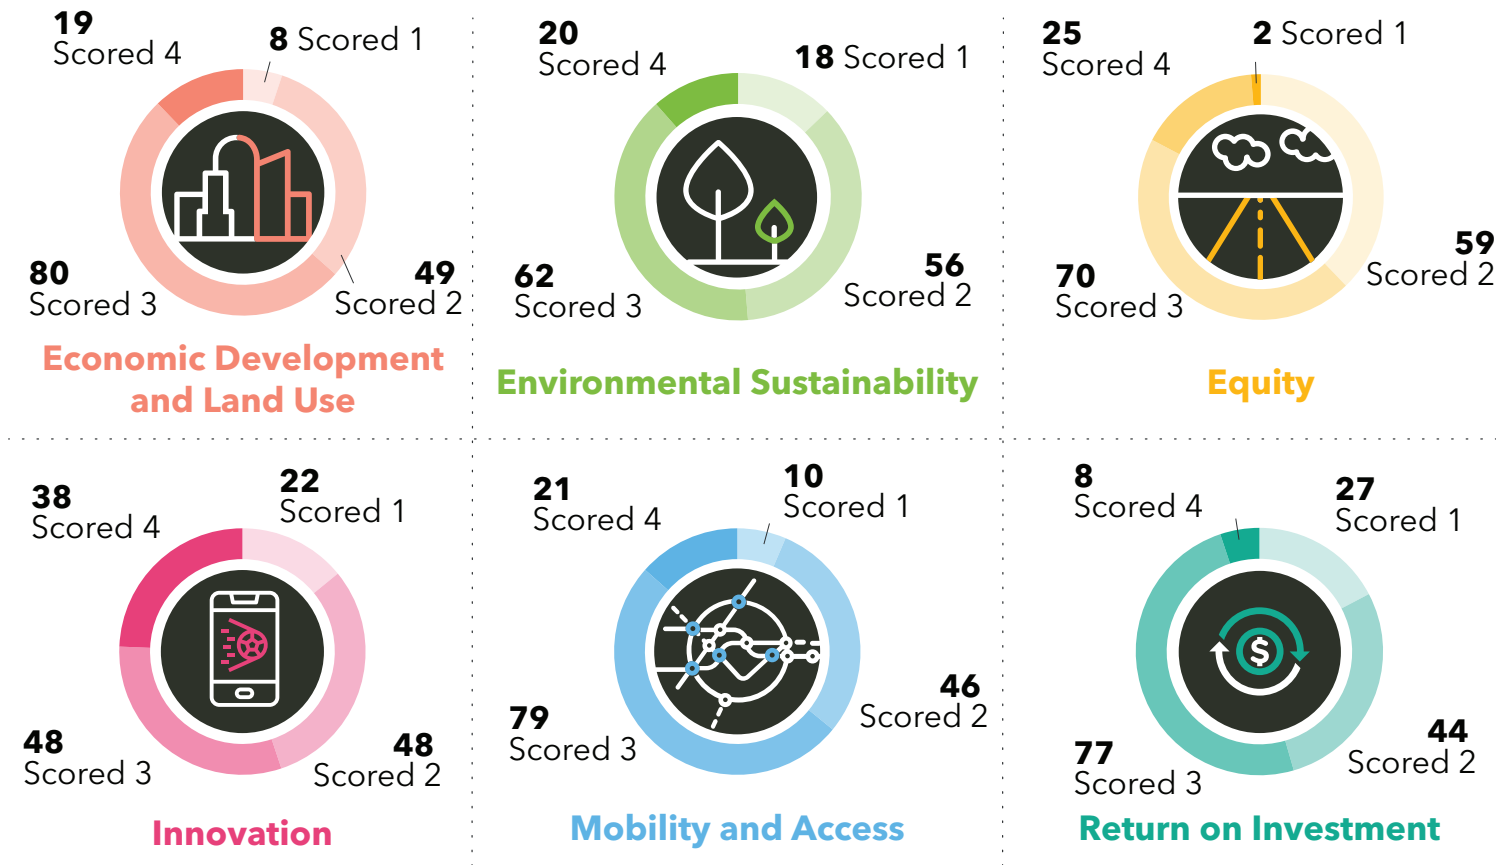 19
Scored 4
8 Scored 1
80
Scored 3
49
Scored 2
Economic Development
and Land Use
20
Scored 4
18 Scored 1
62
Scored 3
56
Scored 2
Environmental Sustainability
25
Scored 4
2 Scored 1
70
Scored 3
59
Scored 2
Equity
38
Scored 4
22
Scored 1
48
Scored 3
48
Scored 2
Innovation
21
Scored 4
10
Scored 1
79
Scored 3
46
Scored 2
Mobility and Access
8
Scored 4
27
Scored 1
$
77
Scored 3
44
Scored 2
Return on Investment